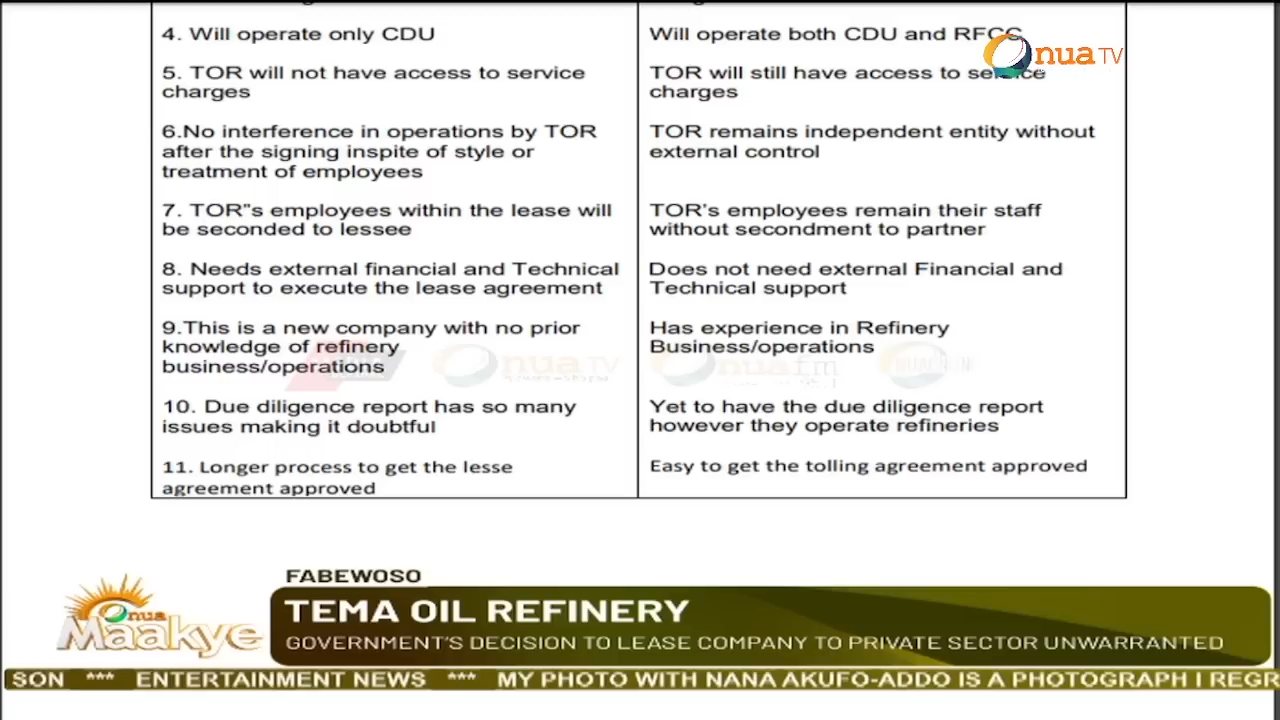 4. Will operate only CDU
Will operate both CDU and RFCC
5. TOR will not have access to service
charges
TOR will still have access to service
charges
6.No interference in operations by TOR
after the signing inspite of style or
treatment of employees
TOR remains independent entity without
external control
7. TOR"s employees within the lease will
be seconded to lessee
TOR's employees remain their staff
without secondment to partner
8. Needs external financial and Technical
support to execute the lease agreement
Does not need external Financial and
Technical support
9.This is a new company with no prior
knowledge of refinery
business/operations
Has experience in Refinery
Business/operations
10. Due diligence report has so many
issues making it doubtful
Yet to have the due diligence report
however they operate refineries
11. Longer process to get the lesse
agreement approved
Easy to get the tolling agreement approved
Onua TV
Onua TV
Onua fm
FABEWOSO
TEMA OIL REFINERY
GOVERNMENT'S DECISION TO LEASE COMPANY TO PRIVATE SECTOR UNWARRANTED
Onua
Maakye
SON *** ENTERTAINMENT NEWS *** MY PHOTO WITH NANA AKUFO-ADDO IS A PHOTOGRAPH I REGR